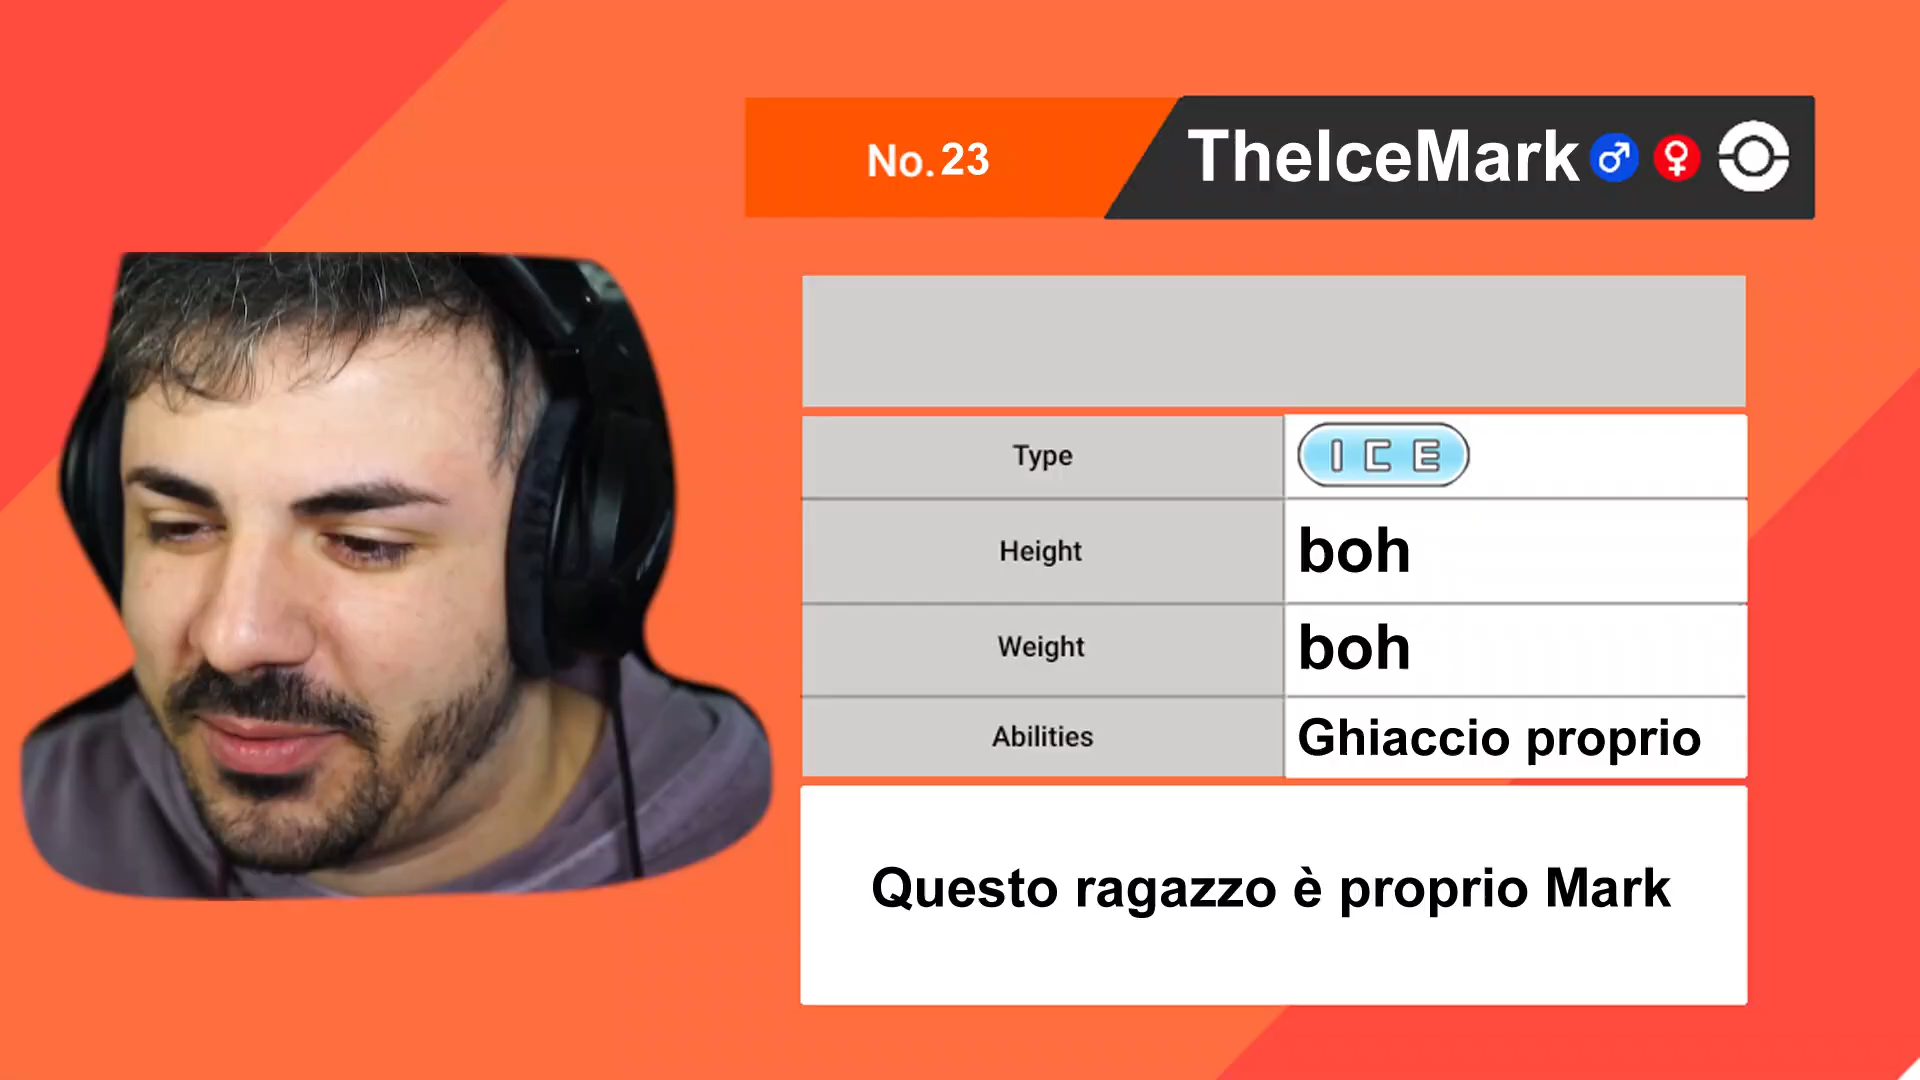 No. 23
TheIceMark
Type
ICE
Height
boh
Weight
boh
Abilities
Ghiaccio proprio
Questo ragazzo è proprio Mark